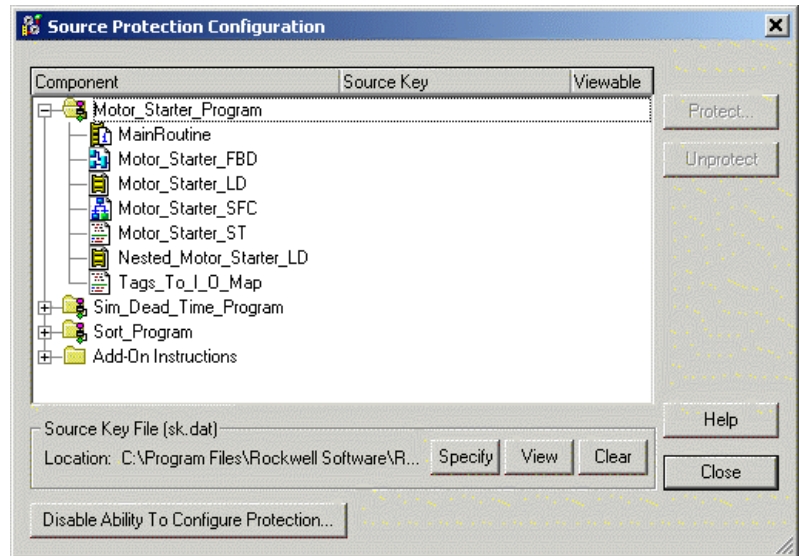 Source Protection Configuration
Component Source Key Viewable
Motor_Starter_Program
MainRoutine
Motor_Starter_FBD
Motor_Starter_LD
Motor_Starter_SFC
Motor_Starter_ST
Nested_Motor_Starter_LD
Tags_To_I_O_Map
Sim_Dead_Time_Program
Sort_Program
Add-On Instructions
Protect...
Unprotect
Source Key File (sk.dat)
Location: C:\Program Files\Rockwell Software\R... Specify View Clear
Help
Close
Disable Ability To Configure Protection...